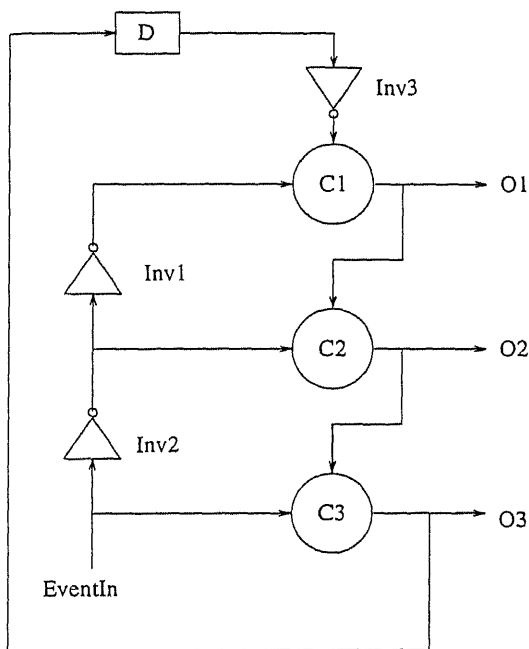 D
Inv3
C1
O1
Inv1
C2
O2
Inv2
C3
O3
EventIn